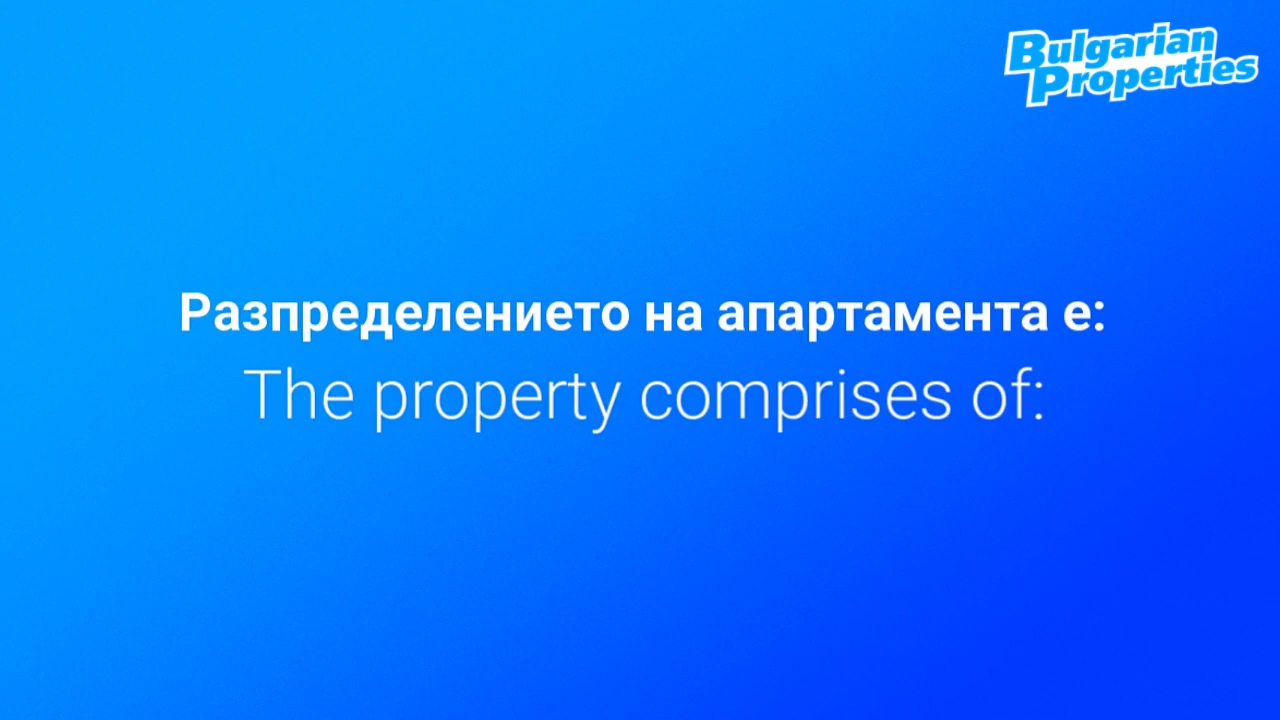 Bulgarian
Properties
Разпределението на апартамента е:
The property comprises of: